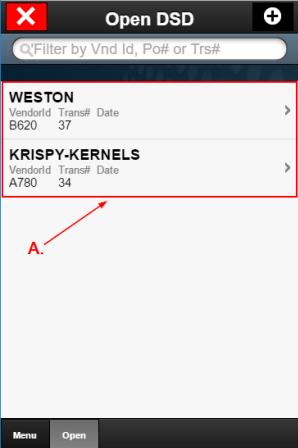 Open DSD
Filter by Vnd Id, Po# or Trs#
WESTON
VendorId Trans# Date
B620 37
KRISPY-KERNELS
VendorId Trans# Date
A780 34
A.
Menu Open